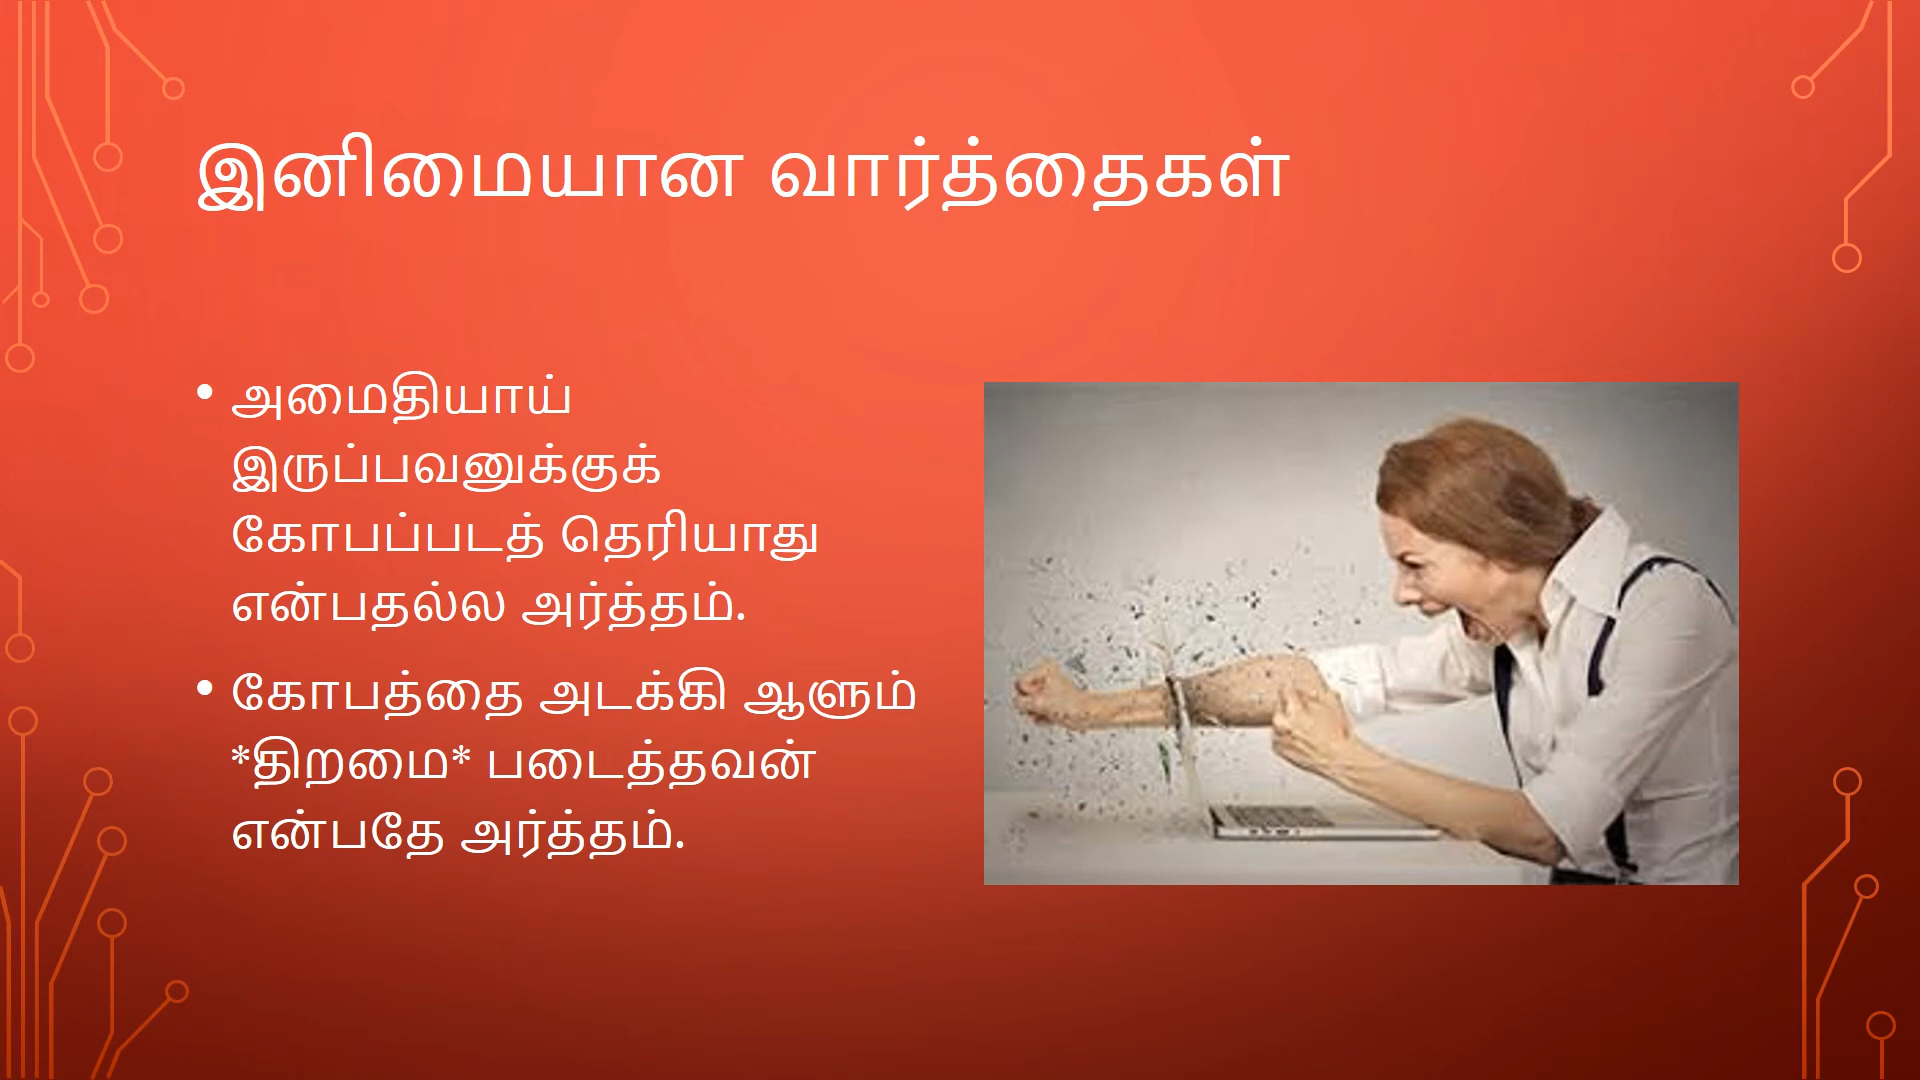 இனிமையான வார்த்தைகள்
• அமைதியாய்
இருப்பவனுக்குக்
கோபப்படத் தெரியாது
என்பதல்ல அர்த்தம்.
• கோபத்தை அடக்கி ஆளும்
*திறமை* படைத்தவன்
என்பதே அர்த்தம்.